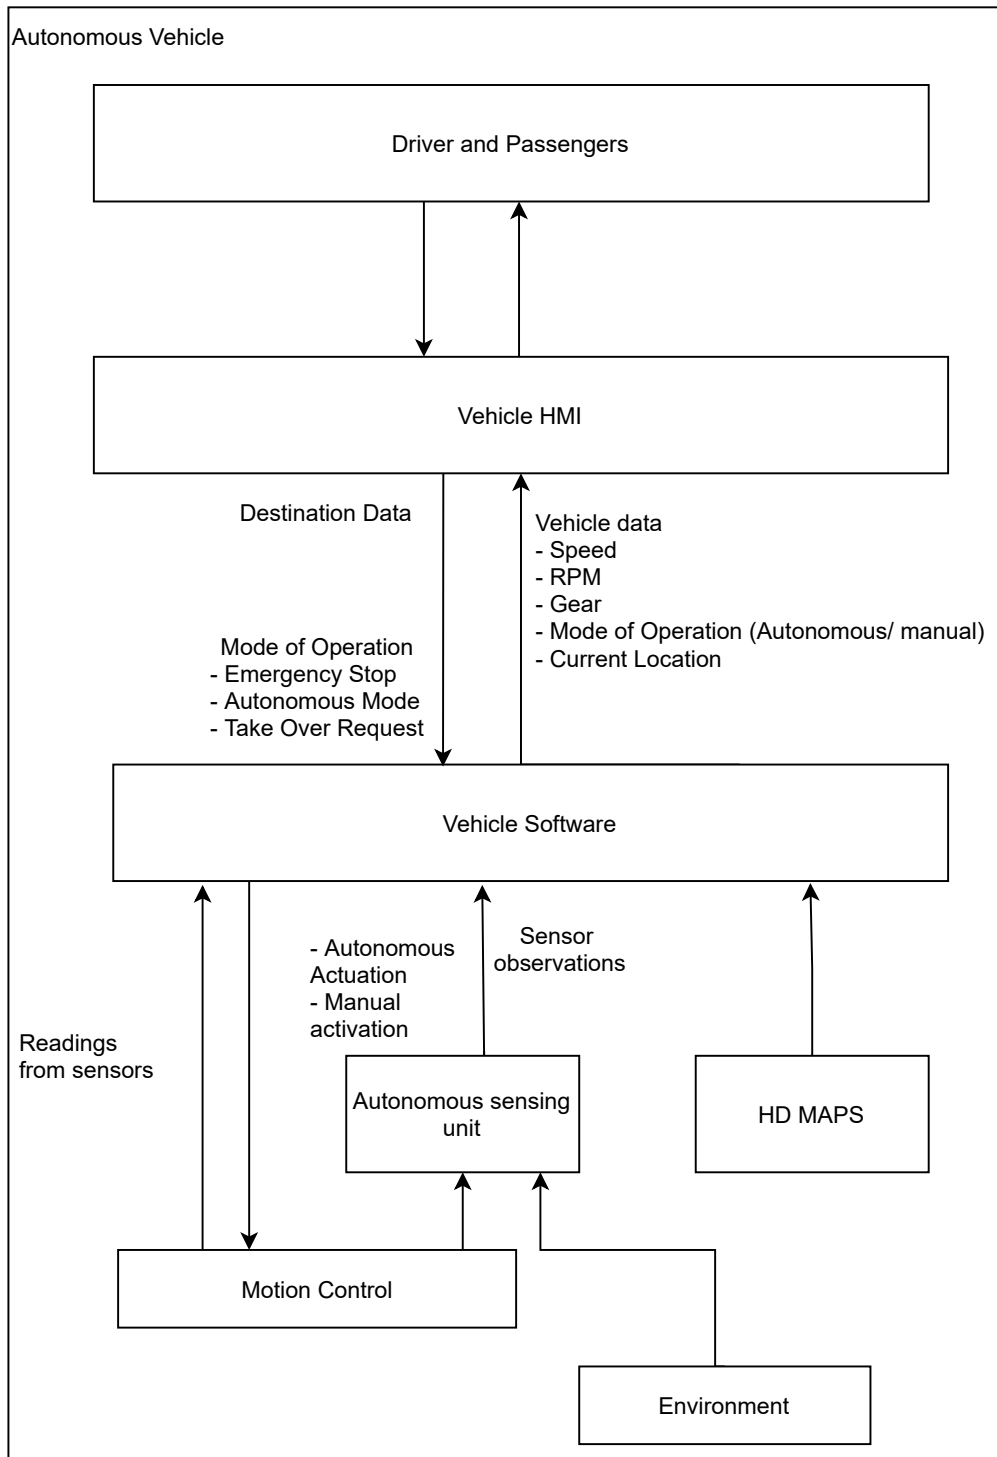 Autonomous Vehicle
Driver and Passengers
Vehicle HMI
Destination Data
Vehicle data
- Speed
- RPM
- Gear
- Mode of Operation (Autonomous/ manual)
- Current Location
Mode of Operation
- Emergency Stop
- Autonomous Mode
- Take Over Request
Vehicle Software
- Autonomous
Actuation
- Manual
activation
Sensor
observations
Readings
from sensors
Autonomous sensing
unit
HD MAPS
Motion Control
Environment